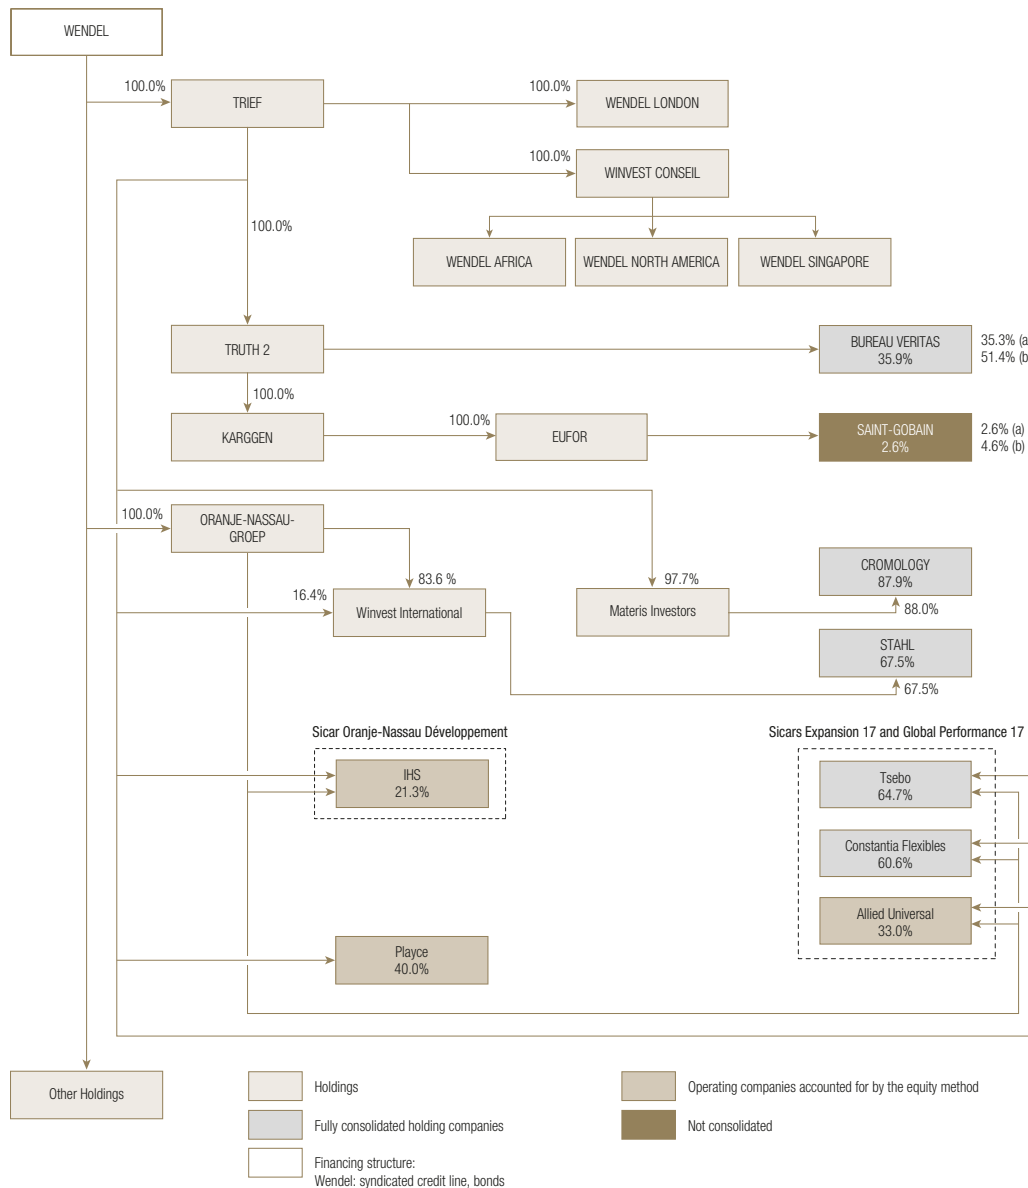 WENDEL
100.0%
TRIEF
100.0%
WENDEL LONDON
100.0%
WINVEST CONSEIL
100.0%
WENDEL AFRICA
WENDEL NORTH AMERICA
WENDEL SINGAPORE
TRUTH 2
BUREAU VERITAS
35.9%
35.3% (a
51.4% (b
100.0%
KARGGEN
100.0%
EUFOR
SAINT-GOBAIN
2.6%
2.6% (a)
4.6% (b)
100.0%
ORANJE-NASSAU-
GROEP
83.6 %
16.4%
Winvest International
97.7%
Materis Investors
CROMOLOGY
87.9%
88.0%
STAHL
67.5%
67.5%
Sicar Oranje-Nassau Développement
IHS
21.3%
Sicars Expansion 17 and Global Performance 17
Tsebo
64.7%
Constantia Flexibles
60.6%
Allied Universal
33.0%
Playce
40.0%
Other Holdings
Holdings
Fully consolidated holding companies
Financing structure:
Wendel: syndicated credit line, bonds
Operating companies accounted for by the equity method
Not consolidated